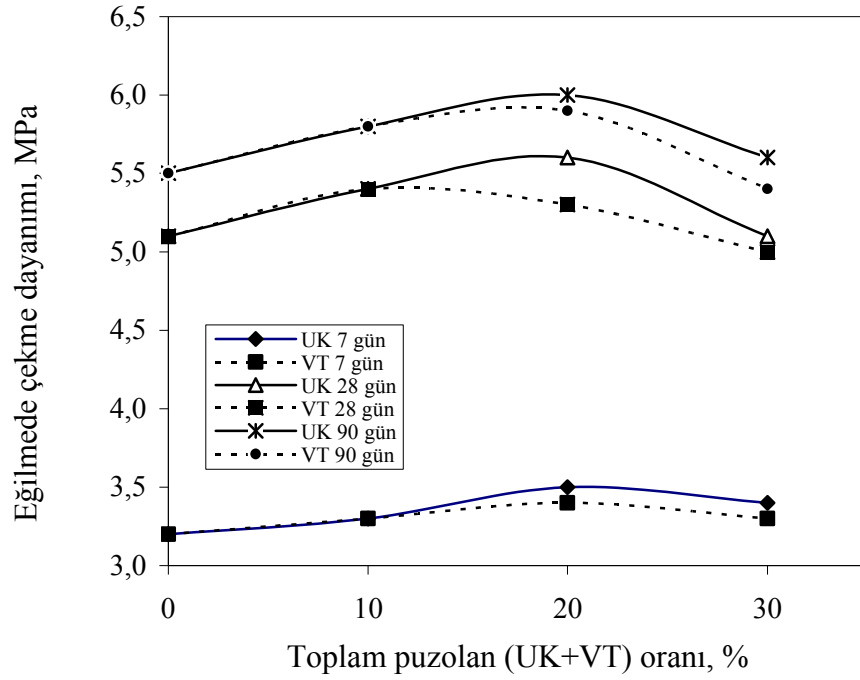 6,5
6,0
5,5
5,0
4,5
4,0
3,5
3,0
Eğilmede çekme dayanımı, MPa
UK 7 gün
VT 7 gün
UK 28 gün
VT 28 gün
UK 90 gün
VT 90 gün
0 10 20 30
Toplam puzolan (UK+VT) oranı, %